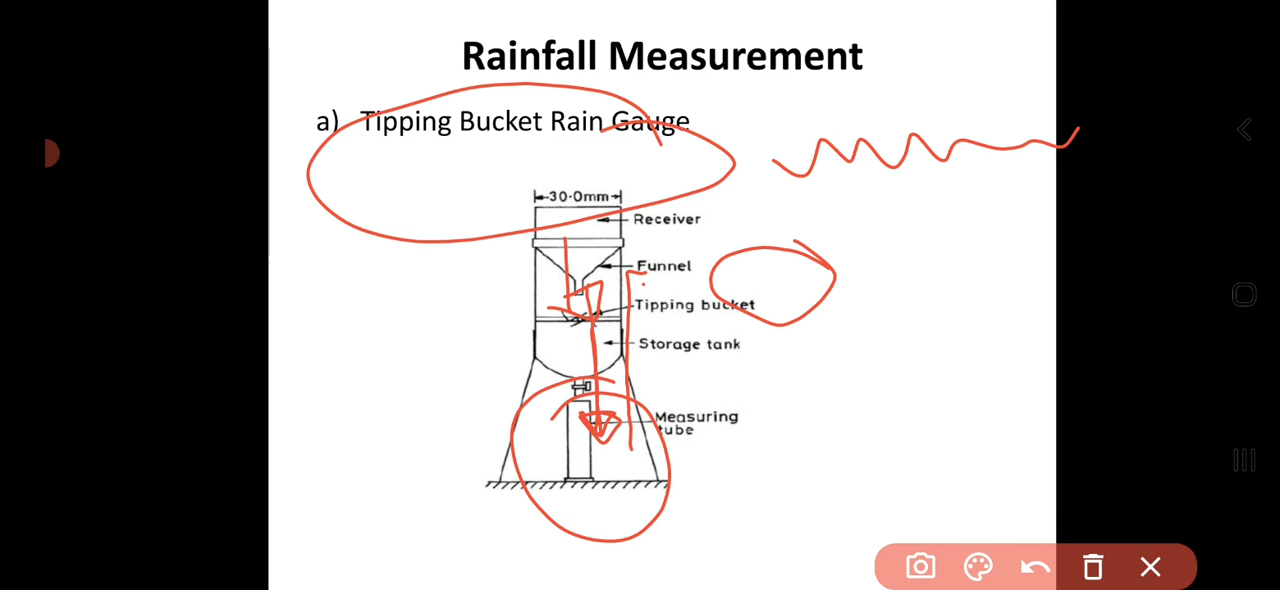 Rainfall Measurement
a) Tipping Bucket Rain Gauge
30·0mm
Receiver
Funnel
Tipping bucket
Storage tank
Measuring
tube